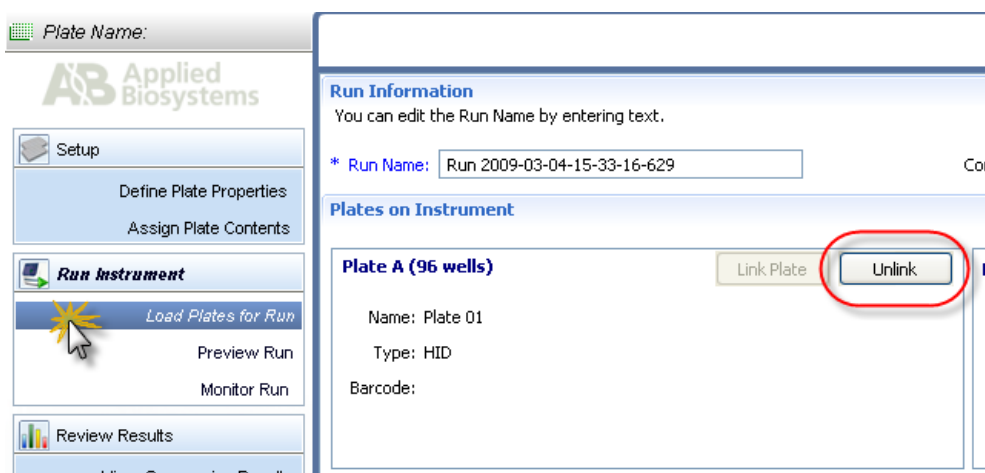 Plate Name:
Applied
Biosystems
Setup
Define Plate Properties
Assign Plate Contents
Run Instrument
Load Plates for Run
Preview Run
Monitor Run
Review Results
Run Information
You can edit the Run Name by entering text.
* Run Name: Run 2009-03-04-15-33-16-629
Plates on Instrument
Plate A (96 wells) Link Plate Unlink
Name: Plate 01
Type: HID
Barcode: